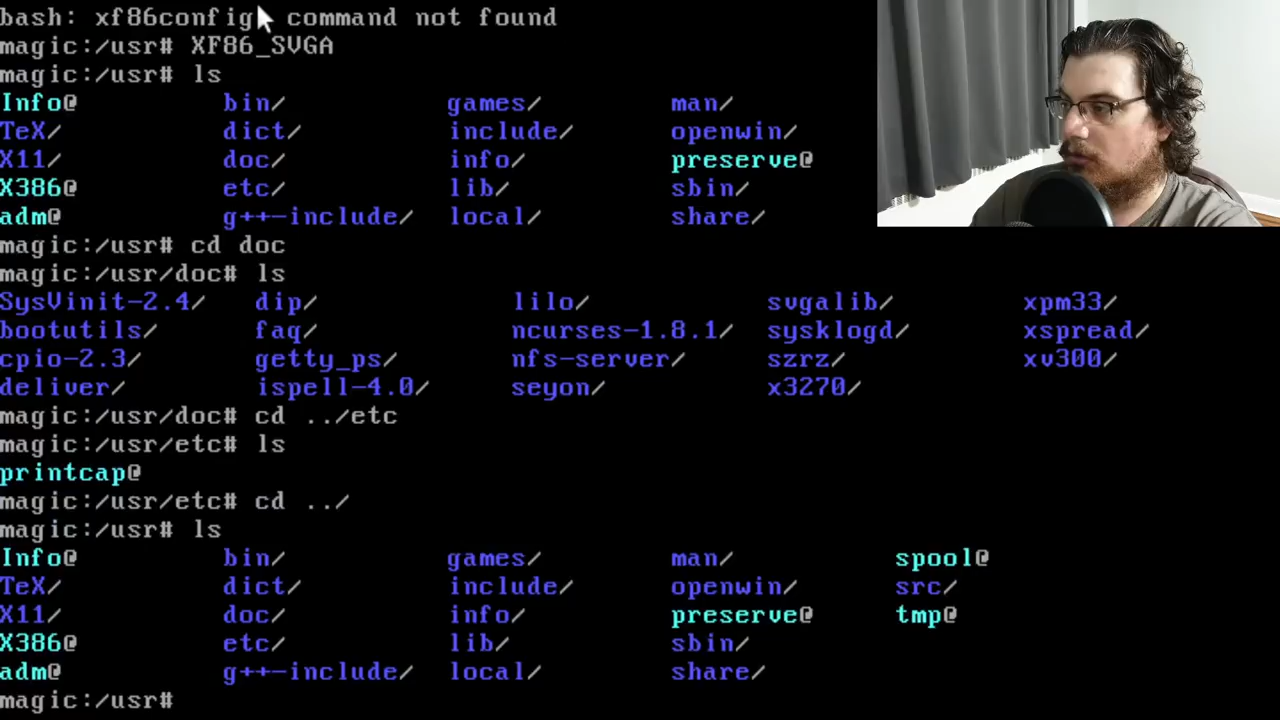 bash: xf86config: command not found
magic:/usr# XF86_SVGA
magic:/usr# ls
Info@ bin/ games/ man/
TeX/ dict/ include/ openwin/
X11/ doc/ info/ preserve@
X386@ etc/ lib/ sbin/
adm@ g++-include/ local/ share/
magic:/usr# cd doc
magic:/usr/doc# ls
SysVinit-2.4/ dip/ lilo/ svgalib/ xpm33/
bootutils/ faq/ ncurses-1.8.1/ sysklogd/ xspread/
cpio-2.3/ getty_ps/ nfs-server/ szrz/ xv300/
deliver/ ispell-4.0/ seyon/ x3270/
magic:/usr/doc# cd ../etc
magic:/usr/etc# ls
printcap@
magic:/usr/etc# cd ../
magic:/usr# ls
Info@ bin/ games/ man/ spool@
TeX/ dict/ include/ openwin/ src/
X11/ doc/ info/ preserve@ tmp@
X386@ etc/ lib/ sbin/
adm@ g++-include/ local/ share/
magic:/usr#